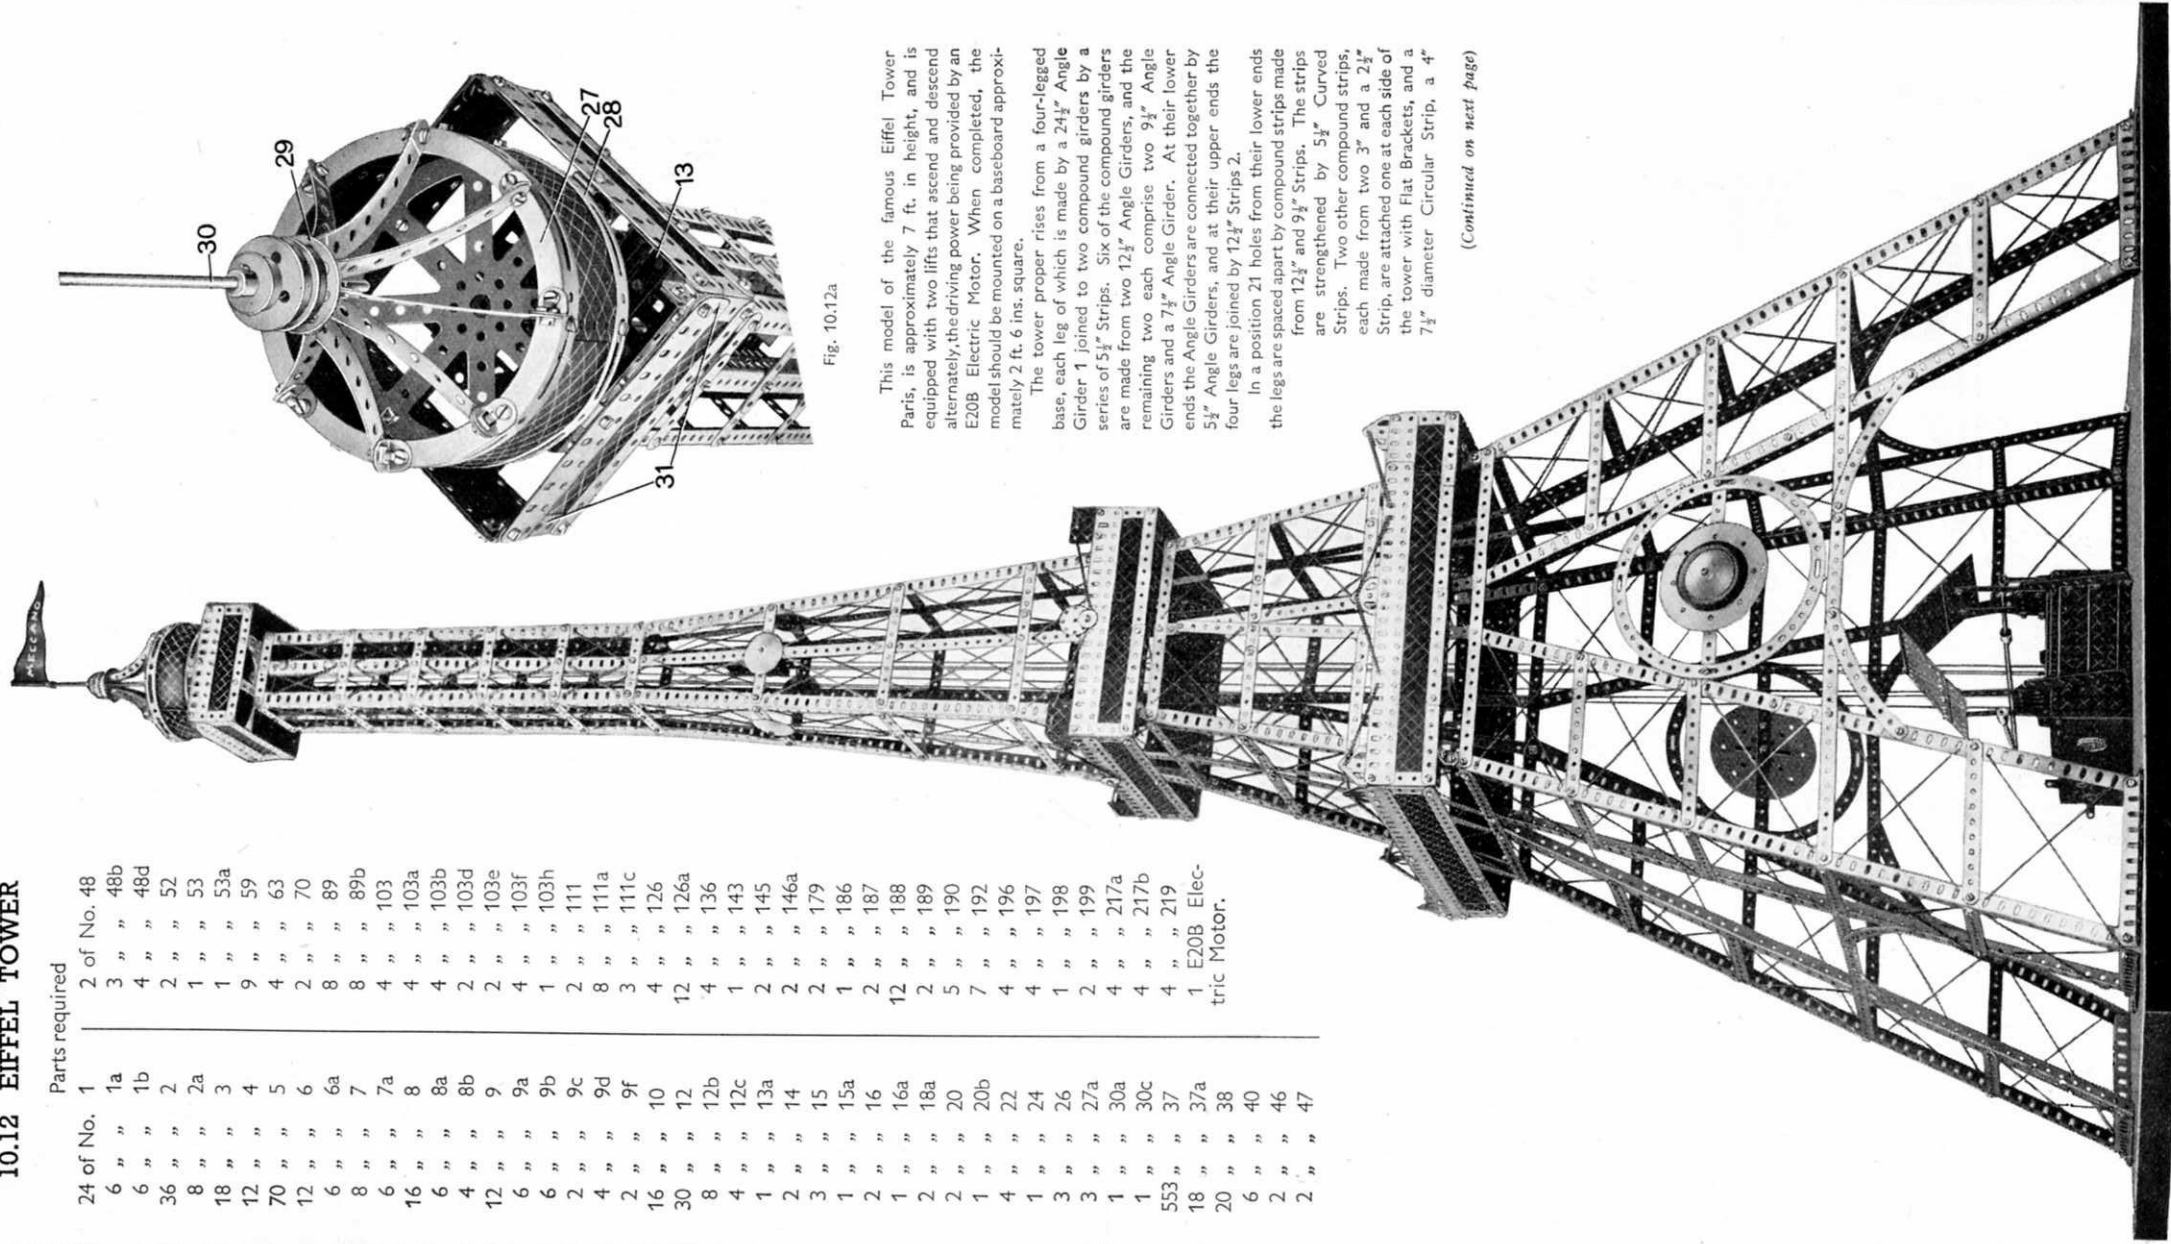 10.12 EIFFEL TOWER
Parts required
24 of No. 1
6 „ „ 1a
6 „ „ 1b
36 „ „ 2
8 „ „ 2a
18 „ „ 3
12 „ „ 4
70 „ „ 5
12 „ „ 6
6 „ „ 6a
8 „ „ 7
6 „ „ 7a
16 „ „ 8
6 „ „ 8a
4 „ „ 8b
12 „ „ 9
6 „ „ 9a
6 „ „ 9b
2 „ „ 9c
4 „ „ 9d
2 „ „ 9f
16 „ „ 10
30 „ „ 12
8 „ „ 12b
4 „ „ 12c
1 „ „ 13a
2 „ „ 14
3 „ „ 15
1 „ „ 15a
2 „ „ 16
1 „ „ 16a
2 „ „ 18a
2 „ „ 20
1 „ „ 20b
4 „ „ 22
1 „ „ 24
3 „ „ 26
3 „ „ 27a
1 „ „ 30a
1 „ „ 30c
553 „ „ 37
18 „ „ 37a
20 „ „ 38
6 „ „ 40
2 „ „ 46
2 „ „ 47
2 of No. 48
3 „ „ 48b
4 „ „ 48d
2 „ „ 52
1 „ „ 53
1 „ „ 53a
9 „ „ 59
4 „ „ 63
2 „ „ 70
8 „ „ 89
8 „ „ 89b
4 „ „ 103
4 „ „ 103a
4 „ „ 103b
2 „ „ 103d
2 „ „ 103e
4 „ „ 103f
1 „ „ 103h
2 „ „ 111
8 „ „ 111a
3 „ „ 111c
4 „ „ 126
12 „ „ 126a
4 „ „ 136
1 „ „ 143
2 „ „ 145
2 „ „ 146a
2 „ „ 179
1 „ „ 186
2 „ „ 187
12 „ „ 188
2 „ „ 189
5 „ „ 190
7 „ „ 192
4 „ „ 196
4 „ „ 197
1 „ „ 198
2 „ „ 199
4 „ „ 217a
4 „ „ 217b
4 „ „ 219
1 E20B Elec-
tric Motor.
MECCANO
30
29
27
28
13
31
Fig. 10.12a
This model of the famous Eiffel Tower
Paris, is approximately 7 ft. in height, and is
equipped with two lifts that ascend and descend
alternately, the driving power being provided by an
E20B Electric Motor. When completed, the
model should be mounted on a baseboard approxi-
mately 2 ft. 6 ins. square.
The tower proper rises from a four-legged
base, each leg of which is made by a 24½″ Angle
Girder 1 joined to two compound girders by a
series of 5½″ Strips. Six of the compound girders
are made from two 12½″ Angle Girders, and the
remaining two each comprise two 9½″ Angle
Girders and a 7½″ Angle Girder. At their lower
ends the Angle Girders are connected together by
5½″ Angle Girders, and at their upper ends the
four legs are joined by 12½″ Strips 2.
In a position 21 holes from their lower ends
the legs are spaced apart by compound strips made
from 12½″ and 9½″ Strips. The strips
are strengthened by 5½″ Curved
Strips. Two other compound strips,
each made from two 3″ and a 2½″
Strip, are attached one at each side of
the tower with Flat Brackets, and a
7½″ diameter Circular Strip, a 4″
(Continued on next page)